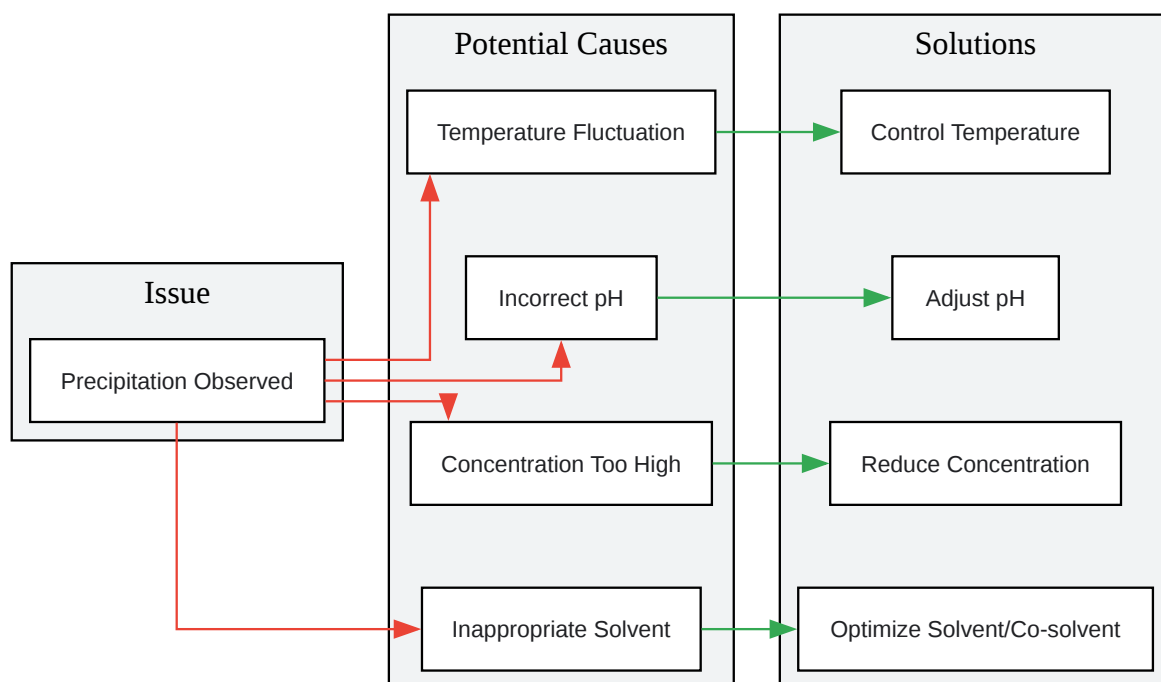 Issue
Precipitation Observed
Potential Causes
Temperature Fluctuation
Incorrect pH
Concentration Too High
Inappropriate Solvent
Solutions
Control Temperature
Adjust pH
Reduce Concentration
Optimize Solvent/Co-solvent